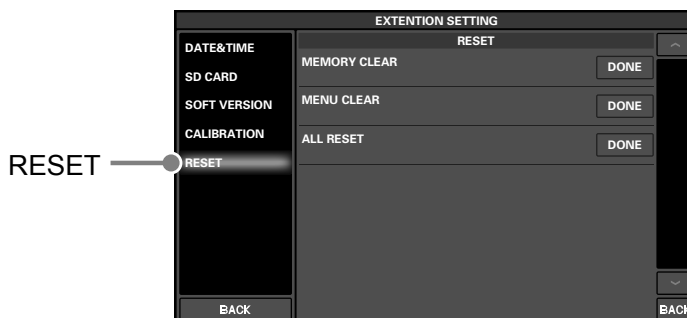 EXTENTION SETTING
RESET
DATE&TIME
SD CARD
SOFT VERSION
CALIBRATION
RESET
BACK
RESET
MEMORY CLEAR DONE
MENU CLEAR DONE
ALL RESET DONE
BACK